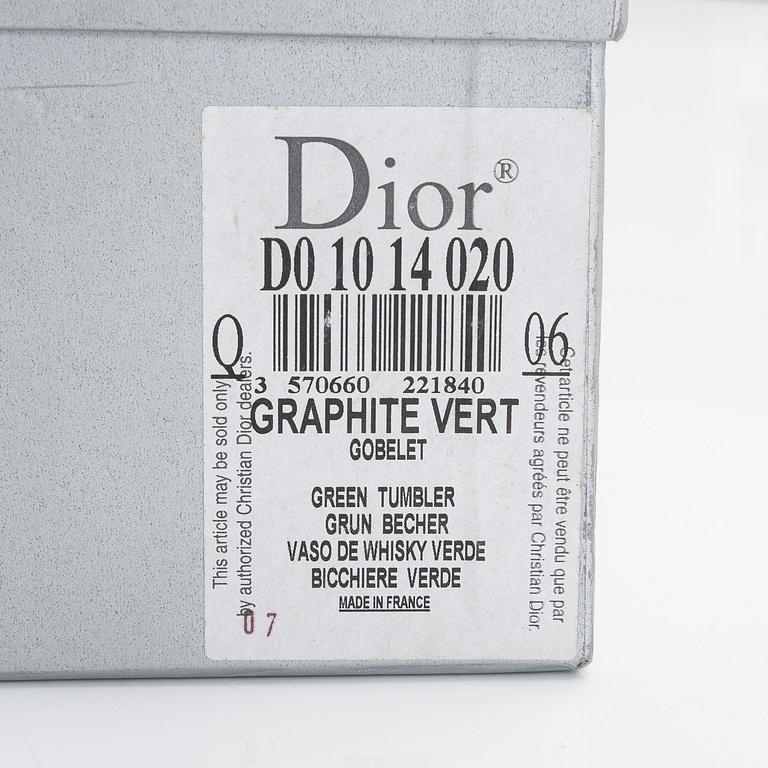 Dior®
D0 10 14 020
Q
06
3 570660 221840
GRAPHITE VERT
GOBELET
GREEN TUMBLER
GRUN BECHER
VASO DE WHISKY VERDE
BICCHIERE VERDE
MADE IN FRANCE
This article may be sold only
by authorized Christian Dior dealers.
Cet article ne peut être vendu que par
les revendeurs agréés par Christian Dior.
07